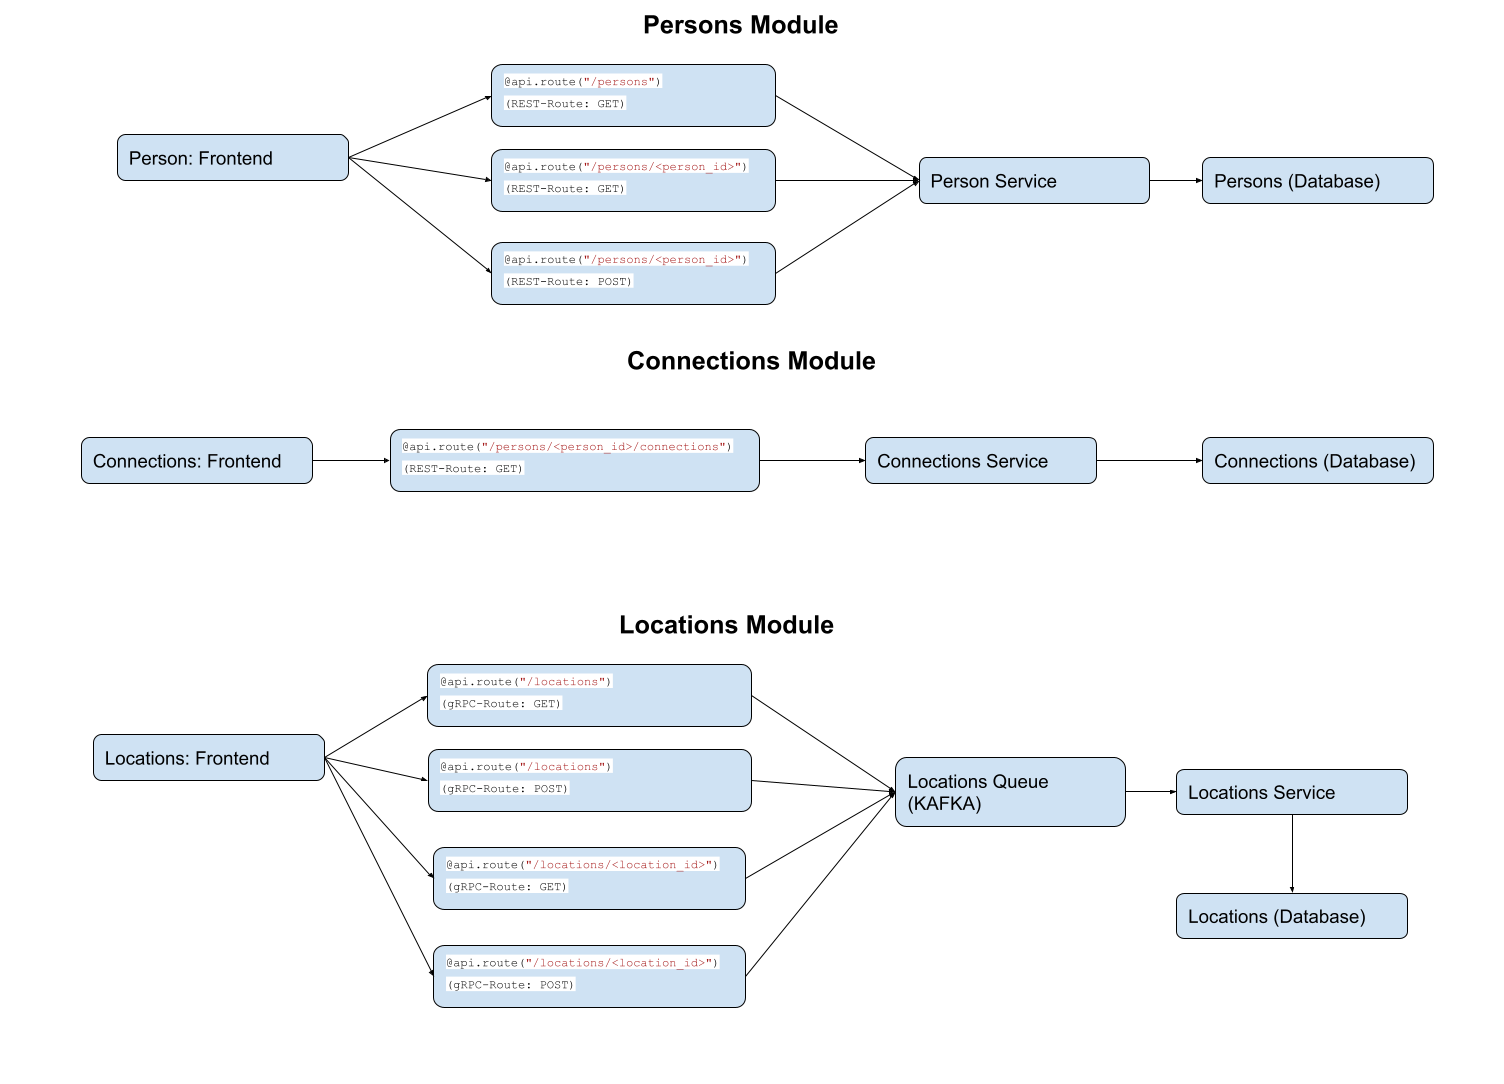 Persons Module
@api.route("/persons")
(REST-Route: GET)
Person: Frontend
@api.route("/persons/<person_id>")
(REST-Route: GET)
Person Service
Persons (Database)
@api.route("/persons/<person_id>")
(REST-Route: POST)
Connections Module
Connections: Frontend
@api.route("/persons/<person_id>/connections")
(REST-Route: GET)
Connections Service
Connections (Database)
Locations Module
@api.route("/locations")
(gRPC-Route: GET)
Locations: Frontend
@api.route("/locations")
(gRPC-Route: POST)
Locations Queue
(KAFKA)
Locations Service
@api.route("/locations/<location_id>")
(gRPC-Route: GET)
Locations (Database)
@api.route("/locations/<location_id>")
(gRPC-Route: POST)